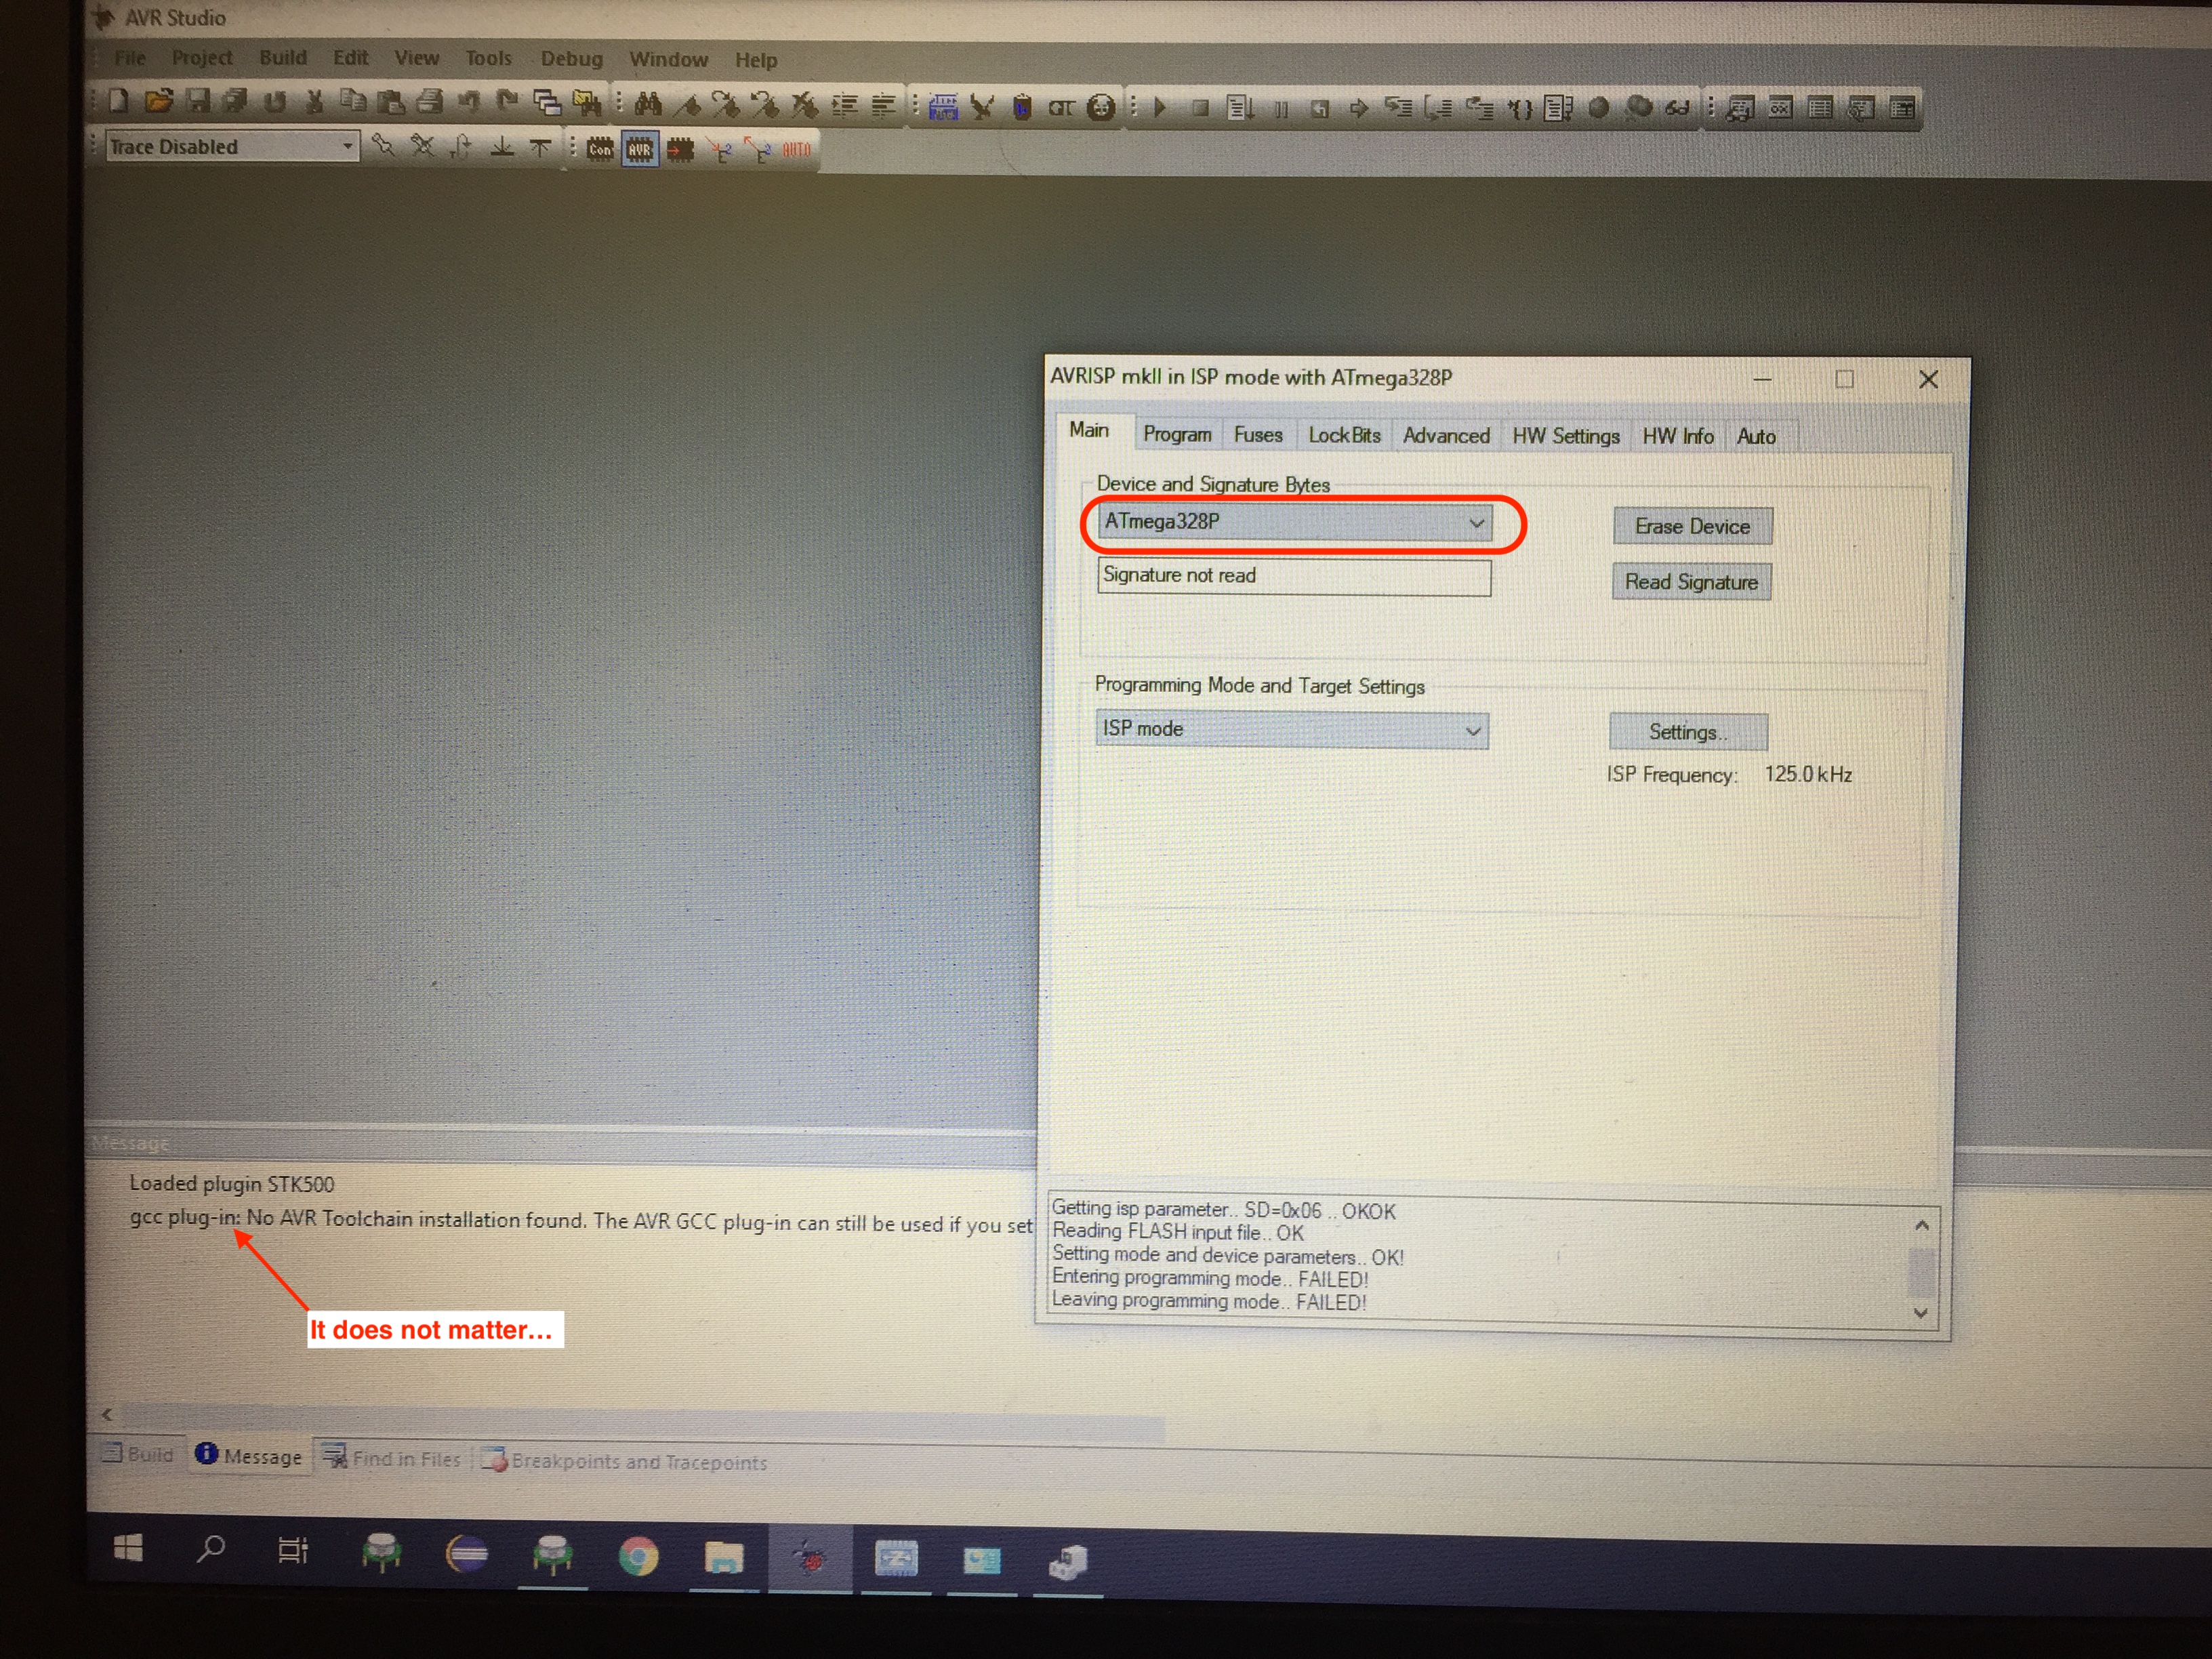 AVR Studio
File Project Build Edit View Tools Debug Window Help
Trace Disabled
Con AVR AUTO
AVRISP mkII in ISP mode with ATmega328P
Main Program Fuses LockBits Advanced HW Settings HW Info Auto
Device and Signature Bytes
ATmega328P
Erase Device
Signature not read
Read Signature
Programming Mode and Target Settings
ISP mode
Settings..
ISP Frequency: 125.0 kHz
Message
Loaded plugin STK500
gcc plug-in: No AVR Toolchain installation found. The AVR GCC plug-in can still be used if you set
It does not matter...
Getting isp parameter.. SD=0x06 .. OKOK
Reading FLASH input file.. OK
Setting mode and device parameters.. OK!
Entering programming mode.. FAILED!
Leaving programming mode.. FAILED!
Build Message Find in Files Breakpoints and Tracepoints